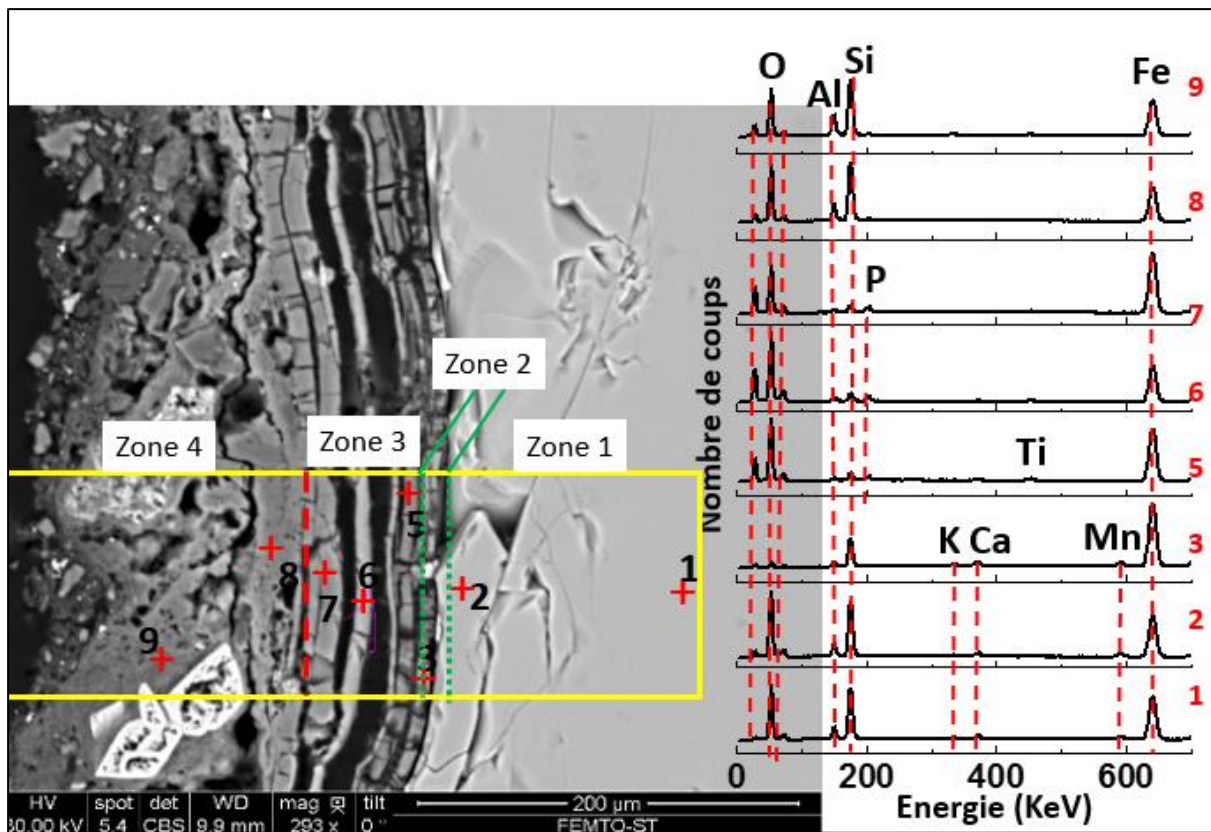 O
Al
Si
Fe
9
8
P
7
6
Ti
5
K
Ca
Mn
3
2
1
0
200
400
600
Energie (KeV)
Nombre de coups
Zone 2
Zone 4
Zone 3
Zone 1
5
8
7
6
2
1
9
HV
spot
det
WD
mag
tilt
200 µm
30.00 kV
5.4
CBS
9.9 mm
293 x
0 °
FEMTO-ST